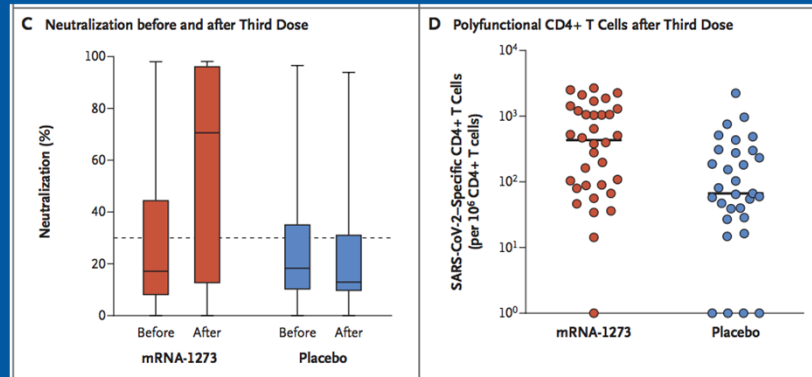 C Neutralization before and after Third Dose
100
80
60
40
20
0
Neutralization (%)
Before After Before After
mRNA-1273 Placebo
D Polyfunctional CD4+ T Cells after Third Dose
10⁴
10³
10²
10¹
10⁰
SARS-CoV-2–Specific CD4+ T Cells
(per 10⁶ CD4+ T cells)
mRNA-1273 Placebo